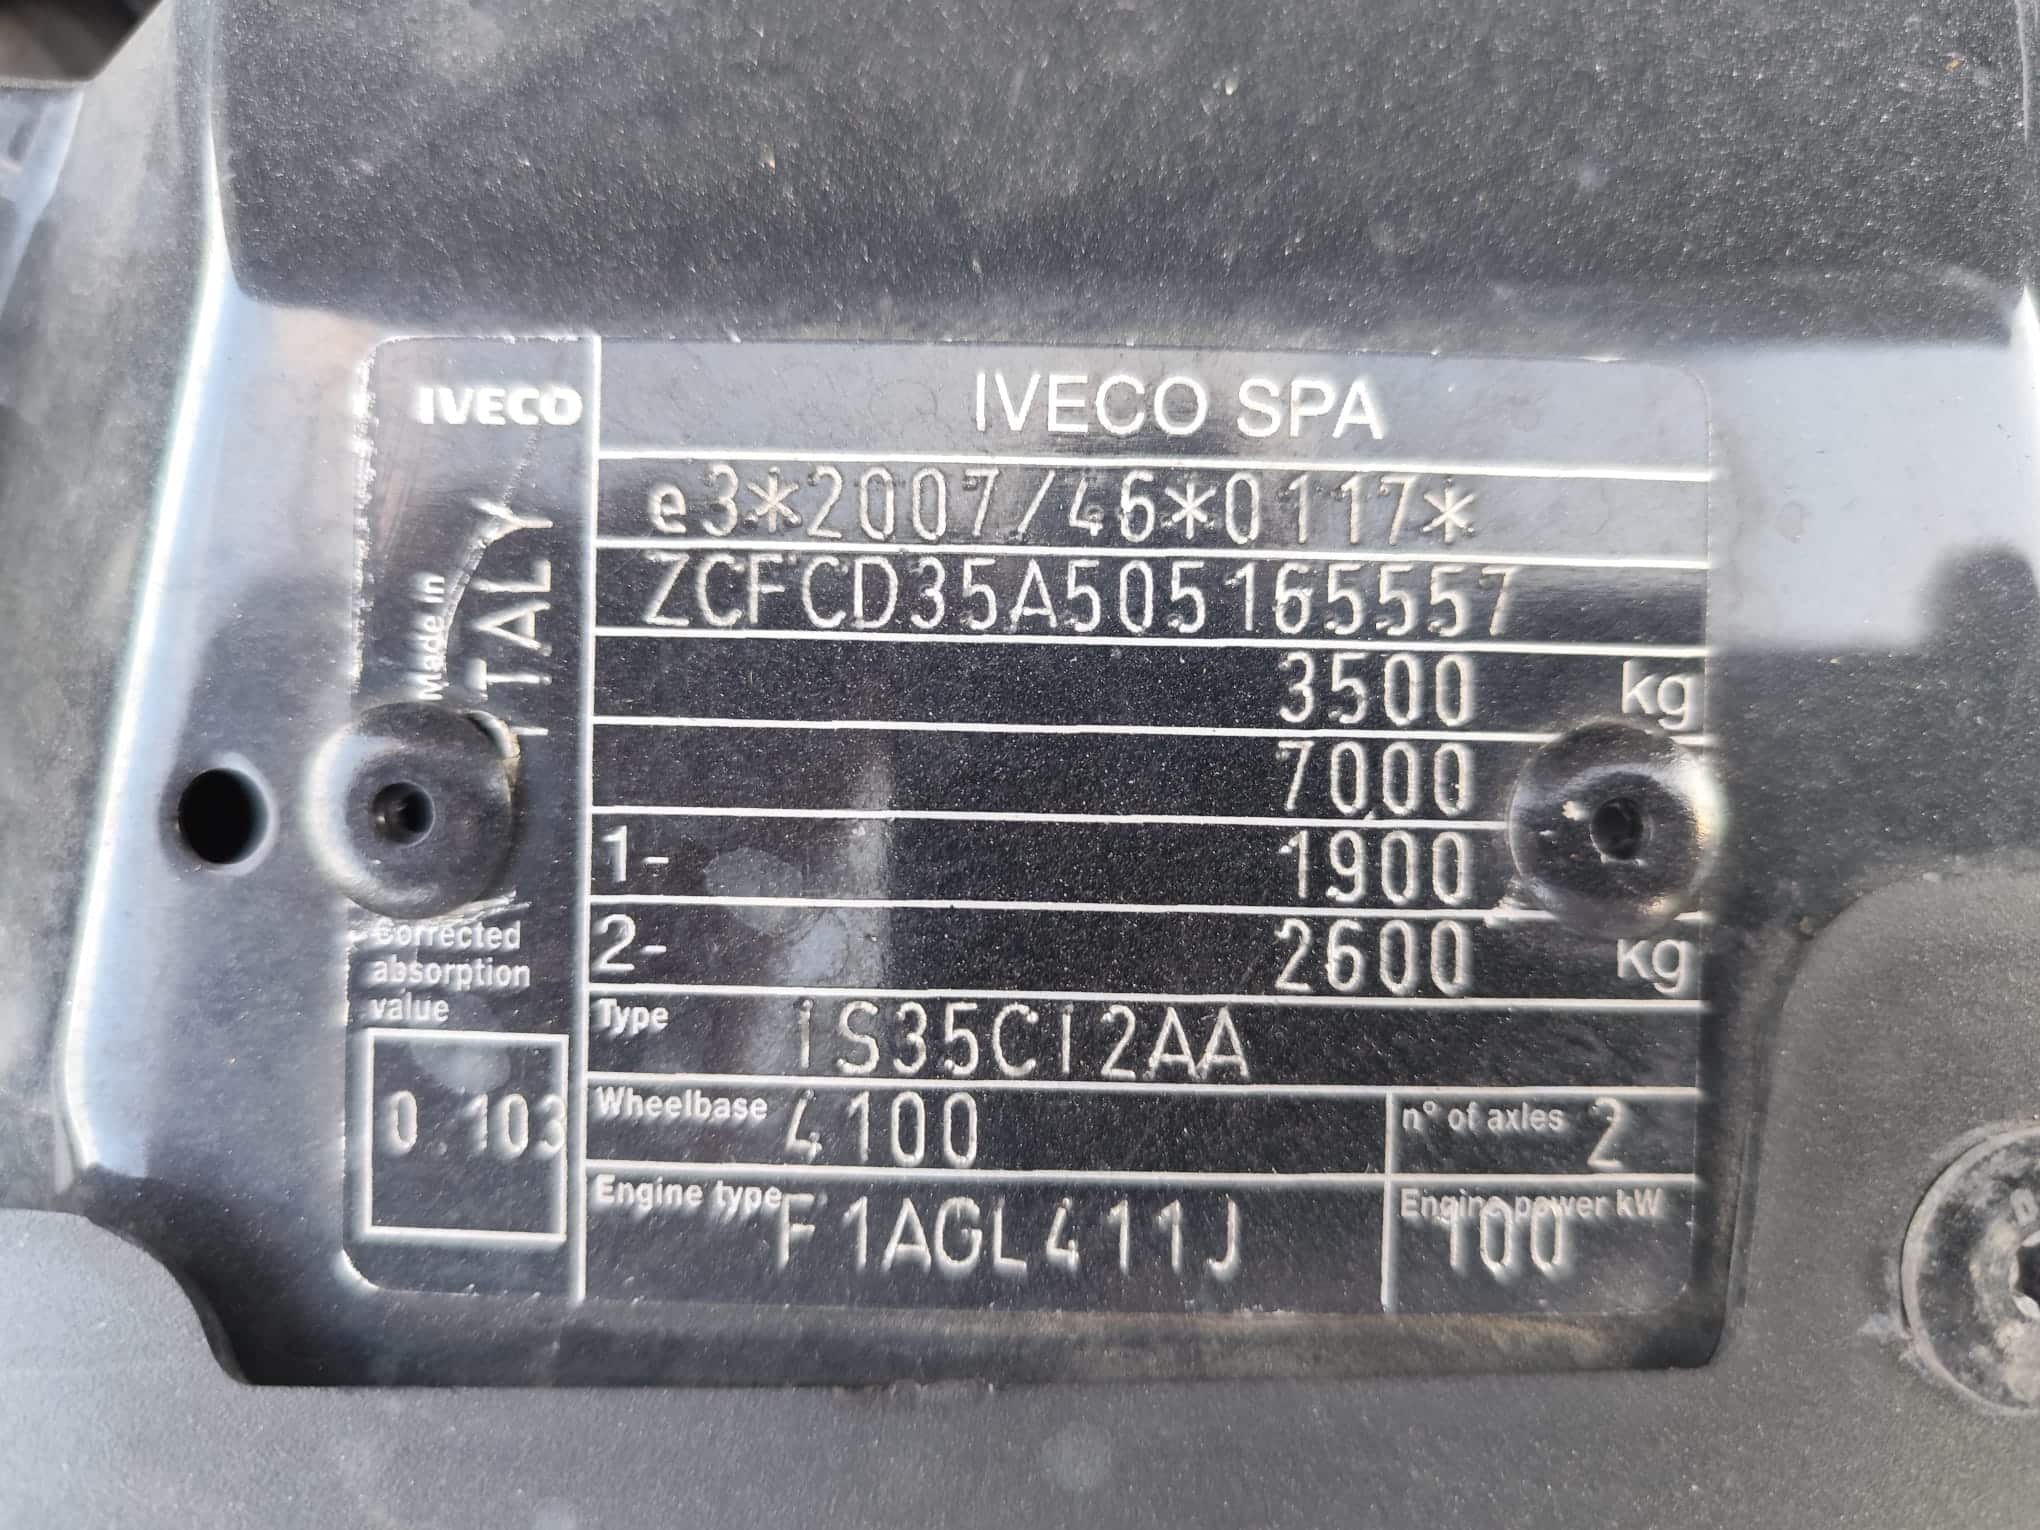 IVECO
IVECO SPA
Made in
ITALY
e3*2007/46*0117*
ZCFCD35A505165557
3500 kg
7000
1- 1900
2- 2600 kg
Corrected
absorption
value
0.103
Type IS35CI2AA
Wheelbase 4100
n° of axles 2
Engine type F1AGL411J
Engine power kW
100